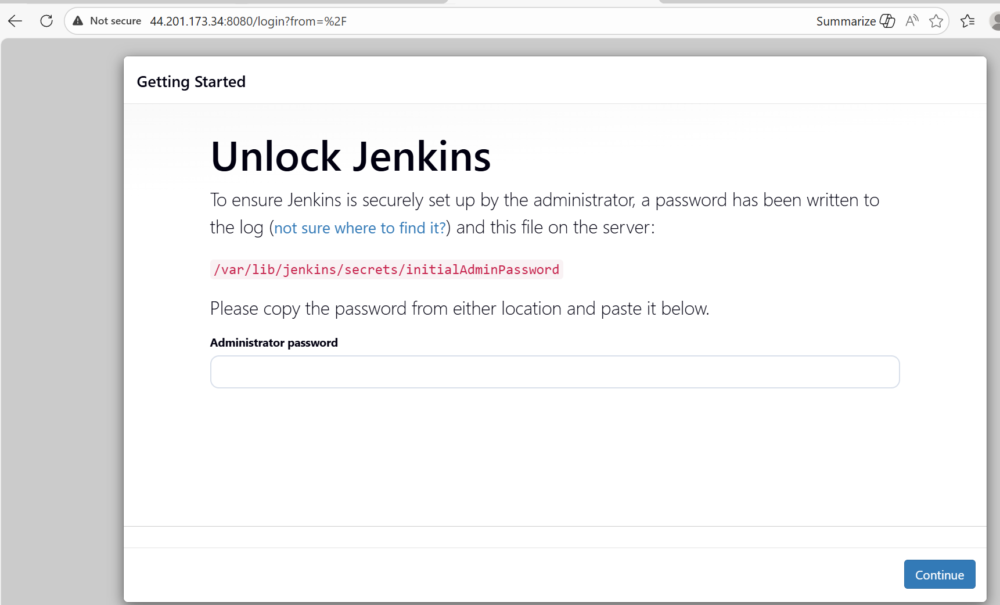 Not secure 44.201.173.34:8080/login?from=%2F Summarize
Getting Started
Unlock Jenkins
To ensure Jenkins is securely set up by the administrator, a password has been written to
the log (not sure where to find it?) and this file on the server:
/var/lib/jenkins/secrets/initialAdminPassword
Please copy the password from either location and paste it below.
Administrator password
Continue